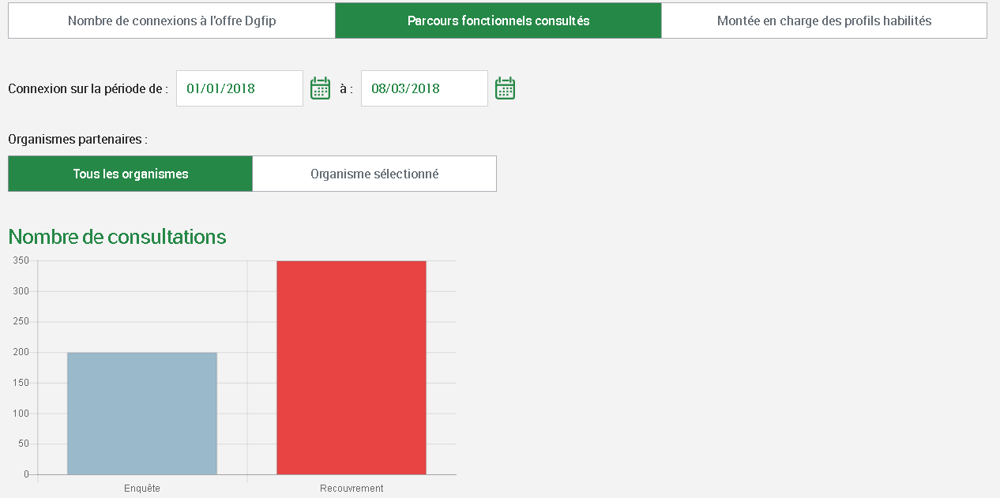 Nombre de connexions à l'offre Dgfip
Parcours fonctionnels consultés
Montée en charge des profils habilités
Connexion sur la période de : 01/01/2018 à : 08/03/2018
Organismes partenaires :
Tous les organismes
Organisme sélectionné
Nombre de consultations
350
300
250
200
150
100
50
0
Enquête
Recouvrement